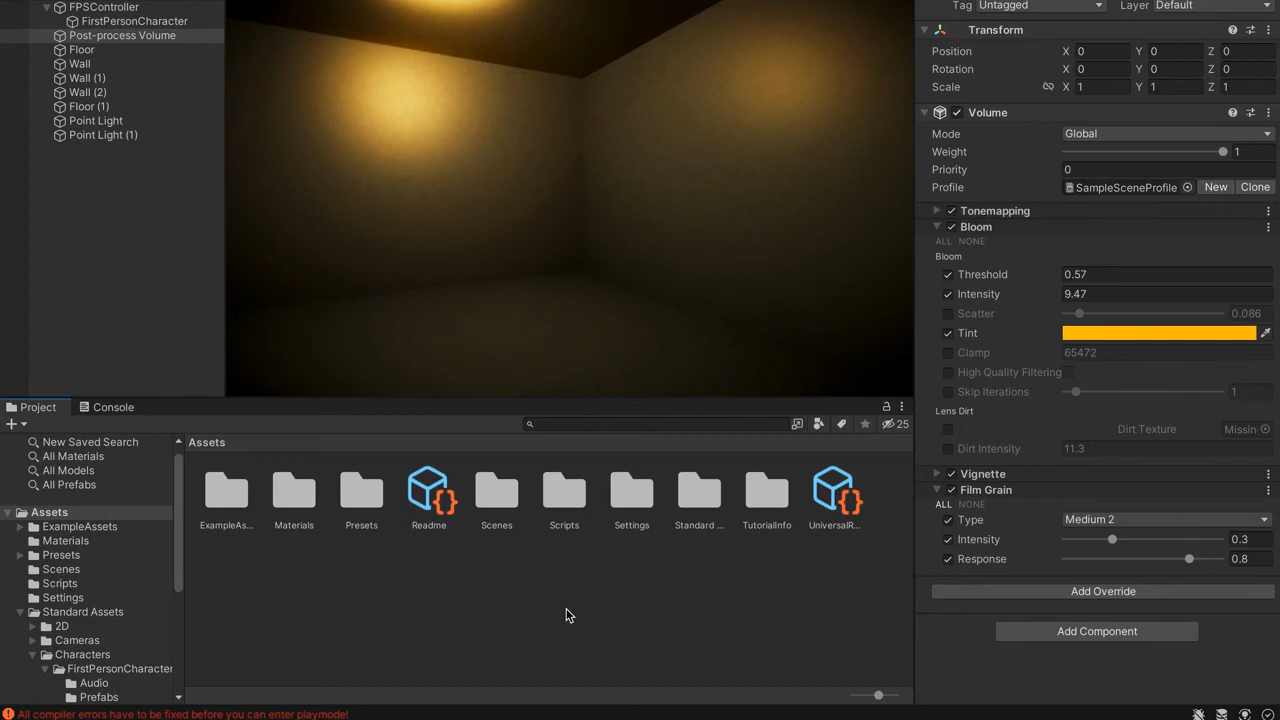 FPSController
FirstPersonCharacter
Post-process Volume
Floor
Wall
Wall (1)
Wall (2)
Floor (1)
Point Light
Point Light (1)
Tag Untagged Layer Default
Transform
Position X 0 Y 0 Z 0
Rotation X 0 Y 0 Z 0
Scale X 1 Y 1 Z 1
Volume
Mode Global
Weight 1
Priority 0
Profile SampleSceneProfile New Clone
Tonemapping
Bloom
ALL NONE
Bloom
Threshold 0.57
Intensity 9.47
Scatter 0.086
Tint
Clamp 65472
High Quality Filtering
Skip Iterations 1
Lens Dirt
Dirt Texture Missin
Dirt Intensity 11.3
Vignette
Film Grain
ALL NONE
Type Medium 2
Intensity 0.3
Response 0.8
Add Override
Add Component
Project Console
25
New Saved Search
All Materials
All Models
All Prefabs
Assets
ExampleAssets
Materials
Presets
Scenes
Scripts
Settings
Standard Assets
2D
Cameras
Characters
FirstPersonCharacter
Audio
Prefabs
Assets
ExampleAs... Materials Presets Readme Scenes Scripts Settings Standard ... TutorialInfo UniversalR...
All compiler errors have to be fixed before you can enter playmode!